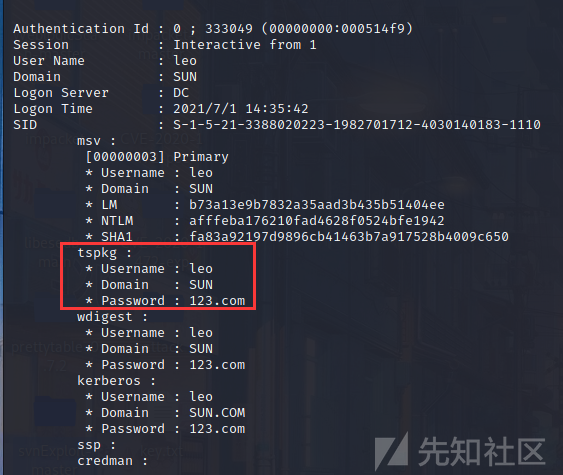 Authentication Id : 0 ; 333049 (00000000:000514f9)
Session           : Interactive from 1
User Name         : leo
Domain            : SUN
Logon Server      : DC
Logon Time        : 2021/7/1 14:35:42
SID               : S-1-5-21-3388020223-1982701712-4030140183-1110
        msv :
         [00000003] Primary
         * Username : leo
         * Domain   : SUN
         * LM       : b73a13e9b7832a35aad3b435b51404ee
         * NTLM     : afffeba176210fad4628f0524bfe1942
         * SHA1     : fa83a92197d9896cb41463b7a917528b4009c650
        tspkg :
         * Username : leo
         * Domain   : SUN
         * Password : 123.com
        wdigest :
         * Username : leo
         * Domain   : SUN
         * Password : 123.com
        kerberos :
         * Username : leo
         * Domain   : SUN.COM
         * Password : 123.com
        ssp :
        credman :
先知社区